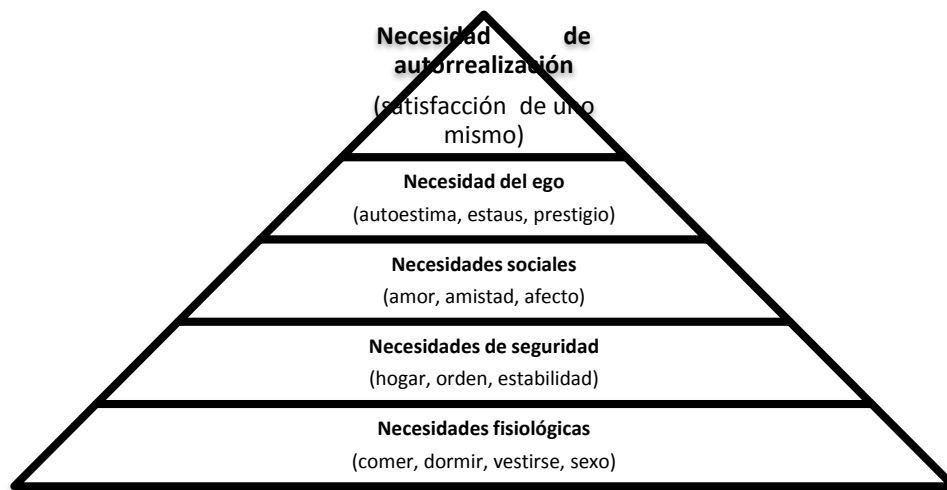 Necesidad de
autorrealización
(satisfacción de uno
mismo)
Necesidad del ego
(autoestima, estaus, prestigio)
Necesidades sociales
(amor, amistad, afecto)
Necesidades de seguridad
(hogar, orden, estabilidad)
Necesidades fisiológicas
(comer, dormir, vestirse, sexo)